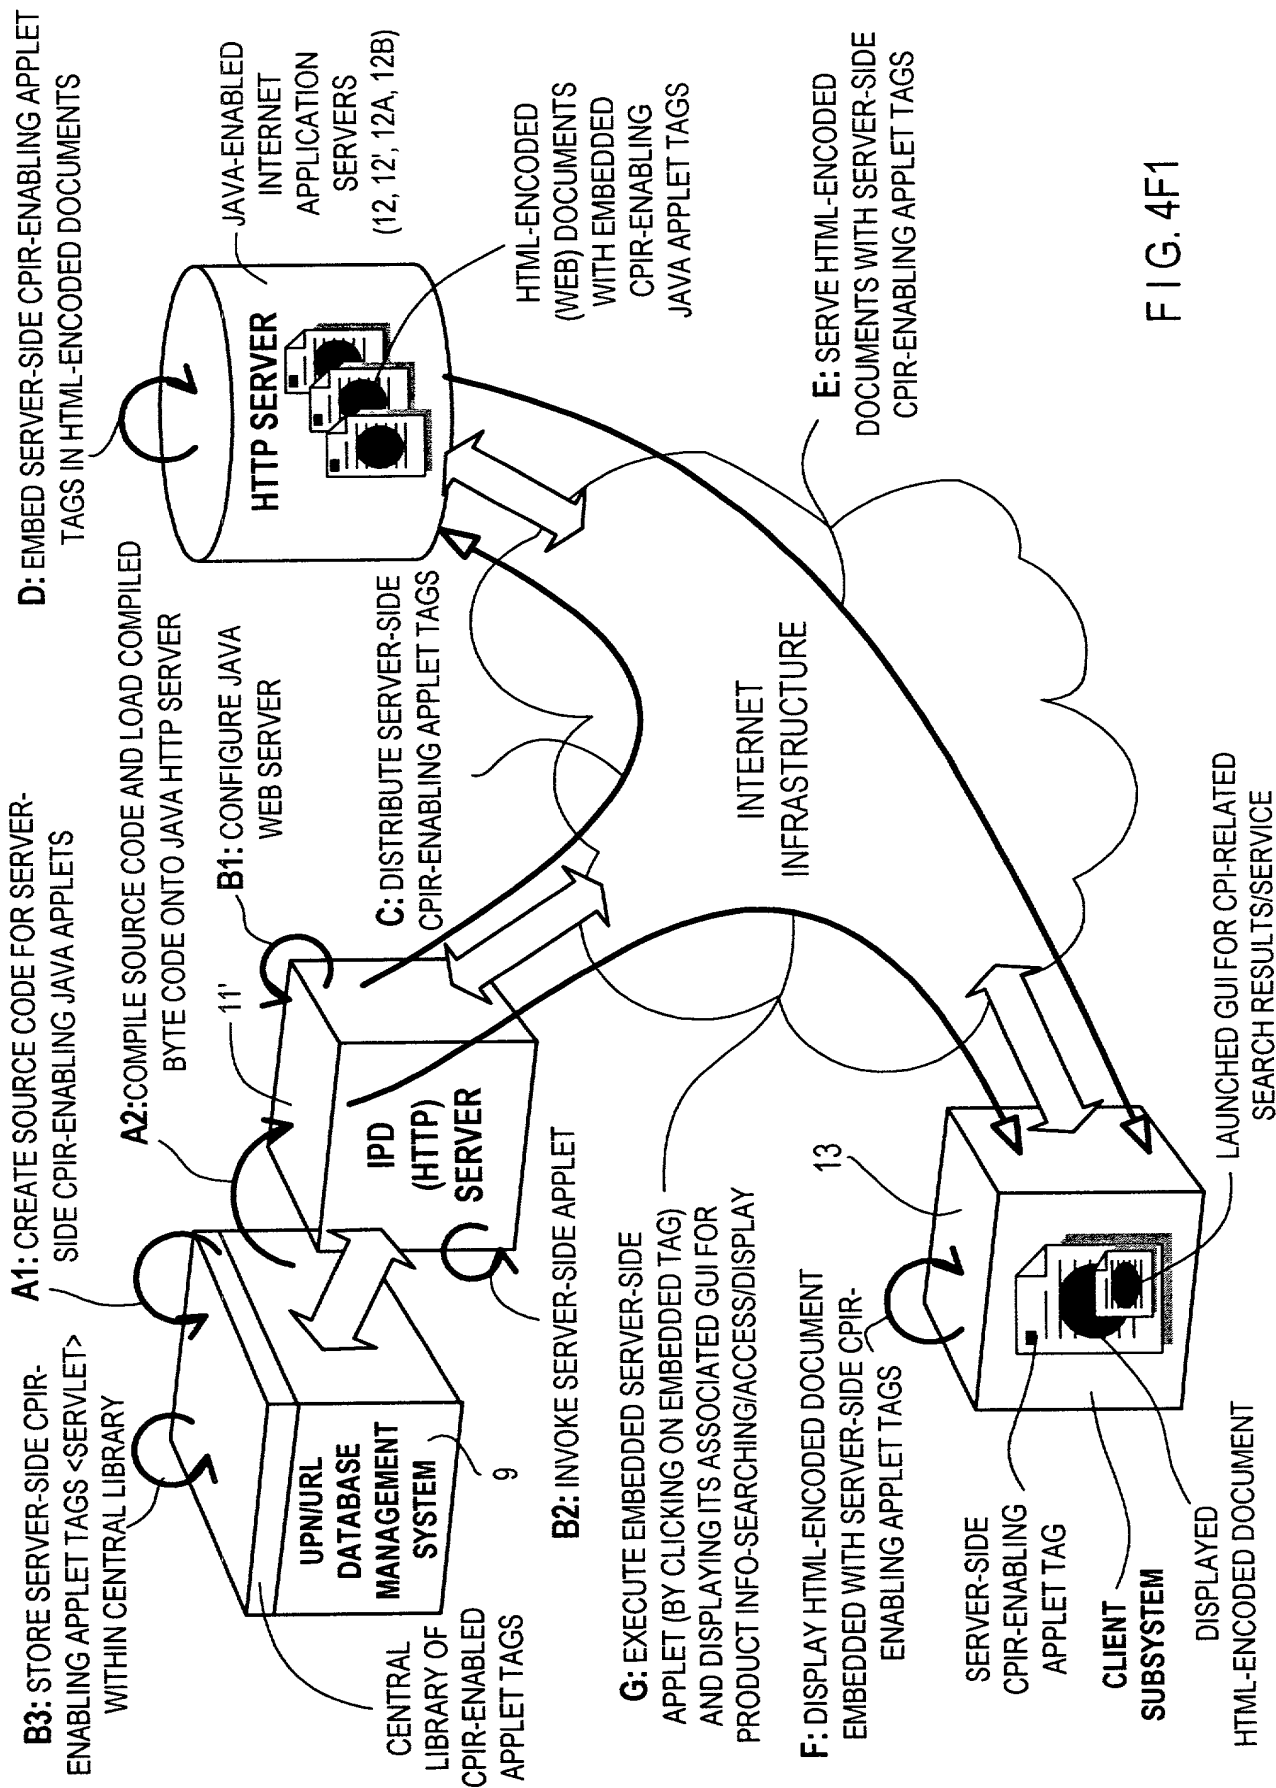 B3: STORE SERVER-SIDE CPIR-
ENABLING APPLET TAGS <SERVLET>
WITHIN CENTRAL LIBRARY
A1: CREATE SOURCE CODE FOR SERVER-
SIDE CPIR-ENABLING JAVA APPLETS
A2:COMPILE SOURCE CODE AND LOAD COMPILED
BYTE CODE ONTO JAVA HTTP SERVER
B1: CONFIGURE JAVA
WEB SERVER
D: EMBED SERVER-SIDE CPIR-ENABLING APPLET
TAGS IN HTML-ENCODED DOCUMENTS
JAVA-ENABLED
INTERNET
APPLICATION
SERVERS
(12, 12', 12A, 12B)
HTTP SERVER
HTML-ENCODED
(WEB) DOCUMENTS
WITH EMBEDDED
CPIR-ENABLING
JAVA APPLET TAGS
11'
IPD
(HTTP)
SERVER
UPN/URL
DATABASE
MANAGEMENT
SYSTEM
9
CENTRAL
LIBRARY OF
CPIR-ENABLED
APPLET TAGS
B2: INVOKE SERVER-SIDE APPLET
C: DISTRIBUTE SERVER-SIDE
CPIR-ENABLING APPLET TAGS
INTERNET
INFRASTRUCTURE
E: SERVE HTML-ENCODED
DOCUMENTS WITH SERVER-SIDE
CPIR-ENABLING APPLET TAGS
G: EXECUTE EMBEDDED SERVER-SIDE
APPLET (BY CLICKING ON EMBEDDED TAG)
AND DISPLAYING ITS ASSOCIATED GUI FOR
PRODUCT INFO-SEARCHING/ACCESS/DISPLAY
F: DISPLAY HTML-ENCODED DOCUMENT
EMBEDDED WITH SERVER-SIDE CPIR-
ENABLING APPLET TAGS
13
SERVER-SIDE
CPIR-ENABLING
APPLET TAG
CLIENT
SUBSYSTEM
DISPLAYED
HTML-ENCODED DOCUMENT
LAUNCHED GUI FOR CPI-RELATED
SEARCH RESULTS/SERVICE
FIG. 4F1